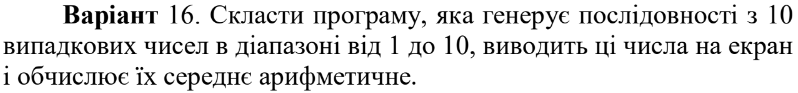 Варіант 16. Скласти програму, яка генерує послідовності з 10
випадкових чисел в діапазоні від 1 до 10, виводить ці числа на екран
і обчислює їх середнє арифметичне.